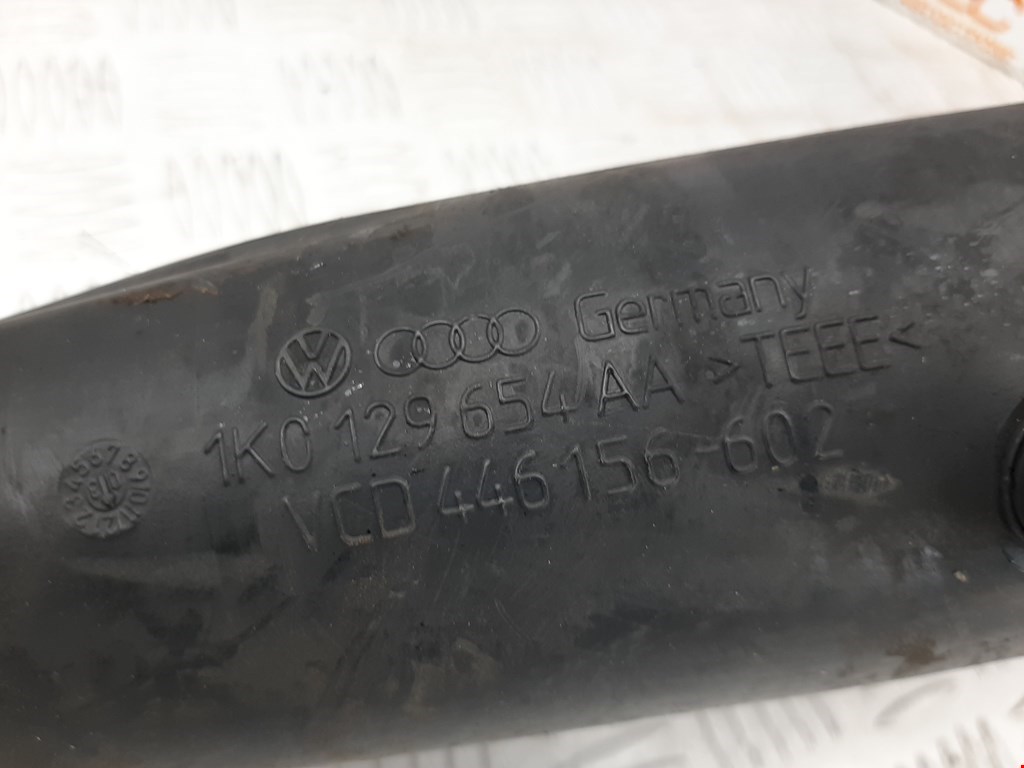 Germany
1K0 129 654 AA >TEEE<
VCD 446 156-602